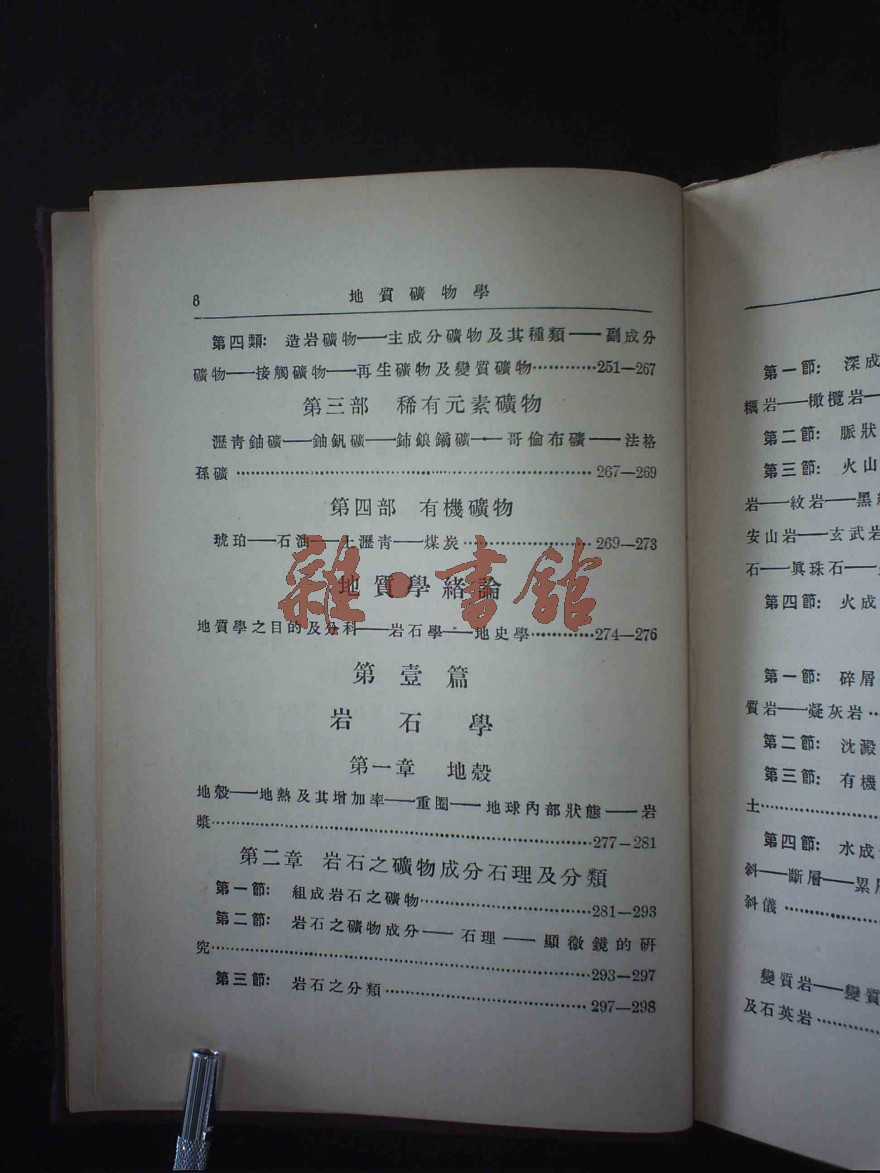 6 地質礦物學
第四類：造岩礦物——主成分礦物及其種類——副成分
礦物——接觸礦物——再生礦物及變質礦物············251—267
第三部 稀有元素礦物
瀝青鈾礦——鈾釩礦——鈰鋃鏑礦——哥倫布礦——法格
孫礦············267—269
第四部 有機礦物
琥珀——石油——土瀝靑——煤炭············269—273
地質學緒論
地質學之目的及分科——岩石學——地史學············274—276
第壹篇
岩石學
第一章 地殼
地殼——地熱及其增加率——重圈——地球內部狀態——岩
漿············277—281
第二章 岩石之礦物成分石理及分類
第一節：組成岩石之礦物············281—293
第二節：岩石之礦物成分——石理——顯微鏡的硏
究············293—297
第三節：岩石之分類············297—298
雜·書館
第一節：深成
糲岩——橄欖岩——
第二節：脈狀
第三節：火山
岩——紋岩——黑
安山岩——玄武岩
石——眞珠石——
第四節：火成
第一節：碎屑
質岩——凝灰岩
第二節：沈澱
第三節：有機
土············
第四節：水成
斜——斷層——累
斜儀············
變質岩——變質
及石英岩············